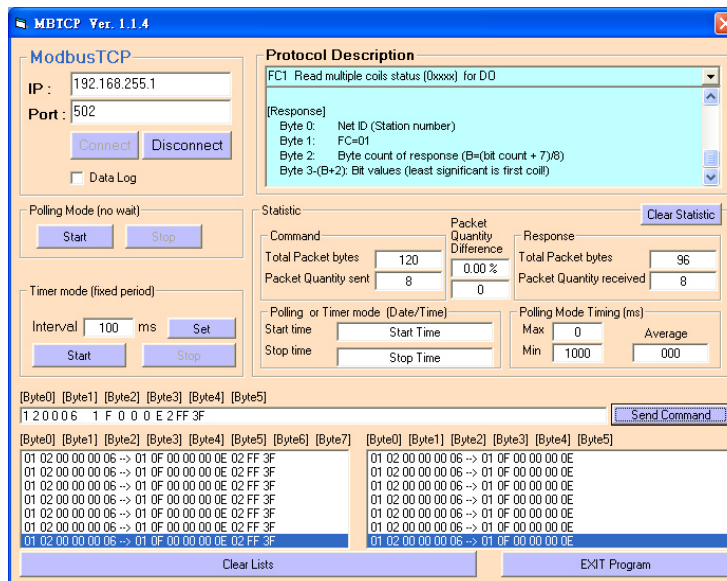 MBTCP Ver. 1.1.4
ModbusTCP
IP : 192.168.255.1
Port : 502
Connect Disconnect
Data Log
Protocol Description
FC1 Read multiple coils status (0xxxx) for DO
[Response]
Byte 0: Net ID (Station number)
Byte 1: FC=01
Byte 2: Byte count of response (B=(bit count + 7)/8)
Byte 3-(B+2): Bit values (least significant is first coil!)
Polling Mode (no wait)
Start Stop
Timer mode (fixed period)
Interval 100 ms Set
Start Stop
Statistic
Clear Statistic
Command
Total Packet bytes 120
Packet Quantity sent 8
Packet Quantity Difference
0.00 %
0
Response
Total Packet bytes 96
Packet Quantity received 8
Polling or Timer mode (Date/Time)
Start time Start Time
Stop time Stop Time
Polling Mode Timing (ms)
Max 0 Average
Min 1000 000
[Byte0] [Byte1] [Byte2] [Byte3] [Byte4] [Byte5]
1 2 0 0 0 6 1 F 0 0 0 E 2 FF 3F
Send Command
[Byte0] [Byte1] [Byte2] [Byte3] [Byte4] [Byte5] [Byte6] [Byte7]
01 02 00 00 00 06 --> 01 0F 00 00 00 0E 02 FF 3F
01 02 00 00 00 06 --> 01 0F 00 00 00 0E 02 FF 3F
01 02 00 00 00 06 --> 01 0F 00 00 00 0E 02 FF 3F
01 02 00 00 00 06 --> 01 0F 00 00 00 0E 02 FF 3F
01 02 00 00 00 06 --> 01 0F 00 00 00 0E 02 FF 3F
01 02 00 00 00 06 --> 01 0F 00 00 00 0E 02 FF 3F
01 02 00 00 00 06 --> 01 0F 00 00 00 0E 02 FF 3F
[Byte0] [Byte1] [Byte2] [Byte3] [Byte4] [Byte5]
01 02 00 00 00 06 --> 01 0F 00 00 00 0E
01 02 00 00 00 06 --> 01 0F 00 00 00 0E
01 02 00 00 00 06 --> 01 0F 00 00 00 0E
01 02 00 00 00 06 --> 01 0F 00 00 00 0E
01 02 00 00 00 06 --> 01 0F 00 00 00 0E
01 02 00 00 00 06 --> 01 0F 00 00 00 0E
01 02 00 00 00 06 --> 01 0F 00 00 00 0E
Clear Lists
EXIT Program